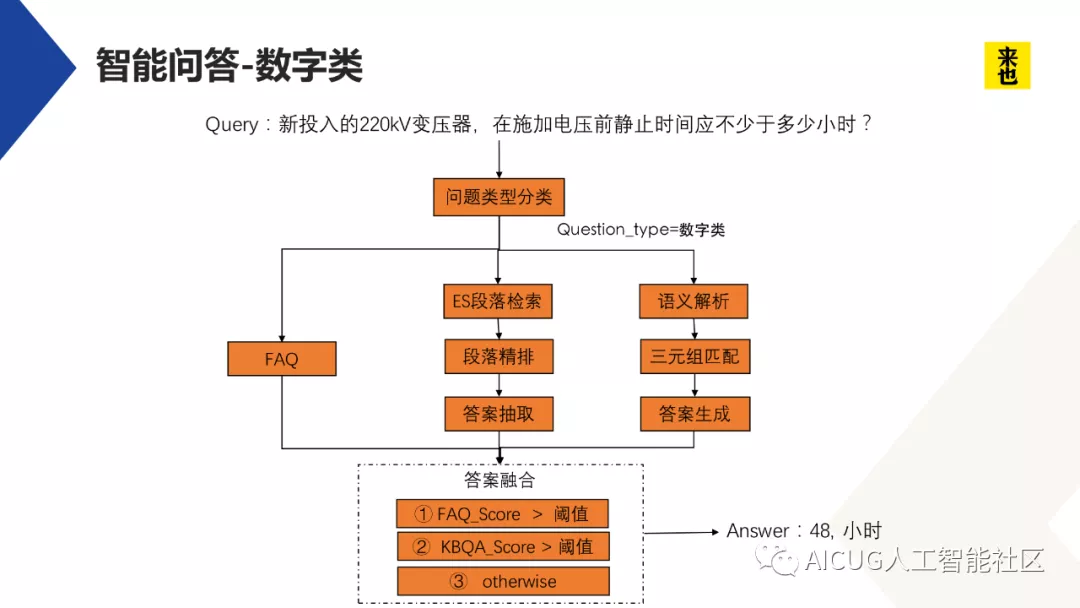 智能问答-数字类
来也
Query：新投入的220kV变压器，在施加电压前静止时间应不少于多少小时？
问题类型分类
Question_type=数字类
ES段落检索
语义解析
FAQ
段落精排
三元组匹配
答案抽取
答案生成
答案融合
① FAQ_Score > 阈值
② KBQA_Score > 阈值
③ otherwise
Answer：48, 小时
AICUG人工智能社区